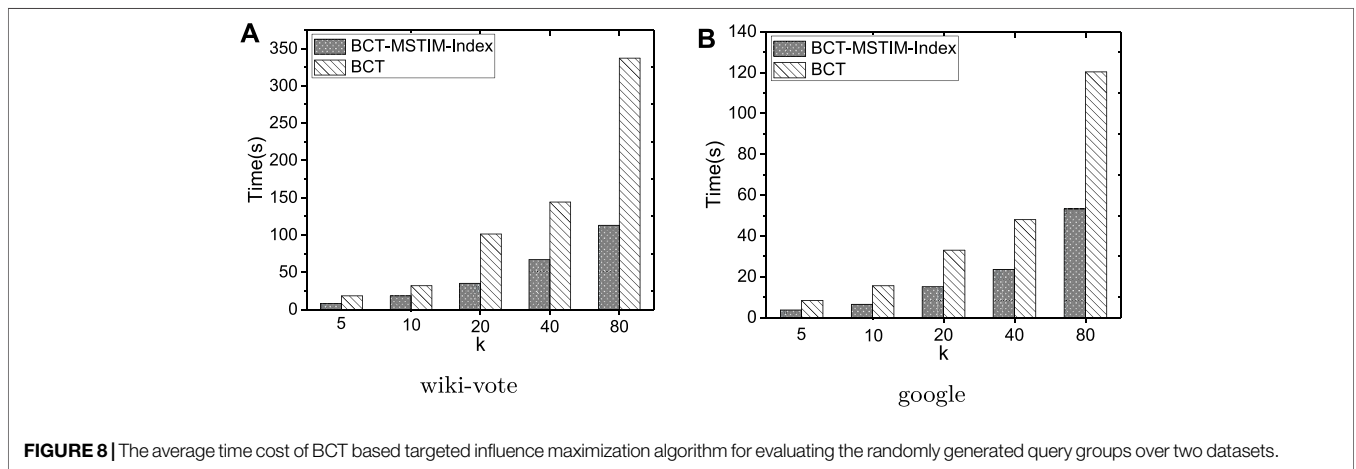 A
BCT-MSTIM-Index
BCT
350
300
250
200
150
100
50
0
Time(s)
5 10 20 40 80
k
wiki-vote
B
BCT-MSTIM-Index
BCT
140
120
100
80
60
40
20
0
Time(s)
5 10 20 40 80
k
google
FIGURE 8 | The average time cost of BCT based targeted influence maximization algorithm for evaluating the randomly generated query groups over two datasets.